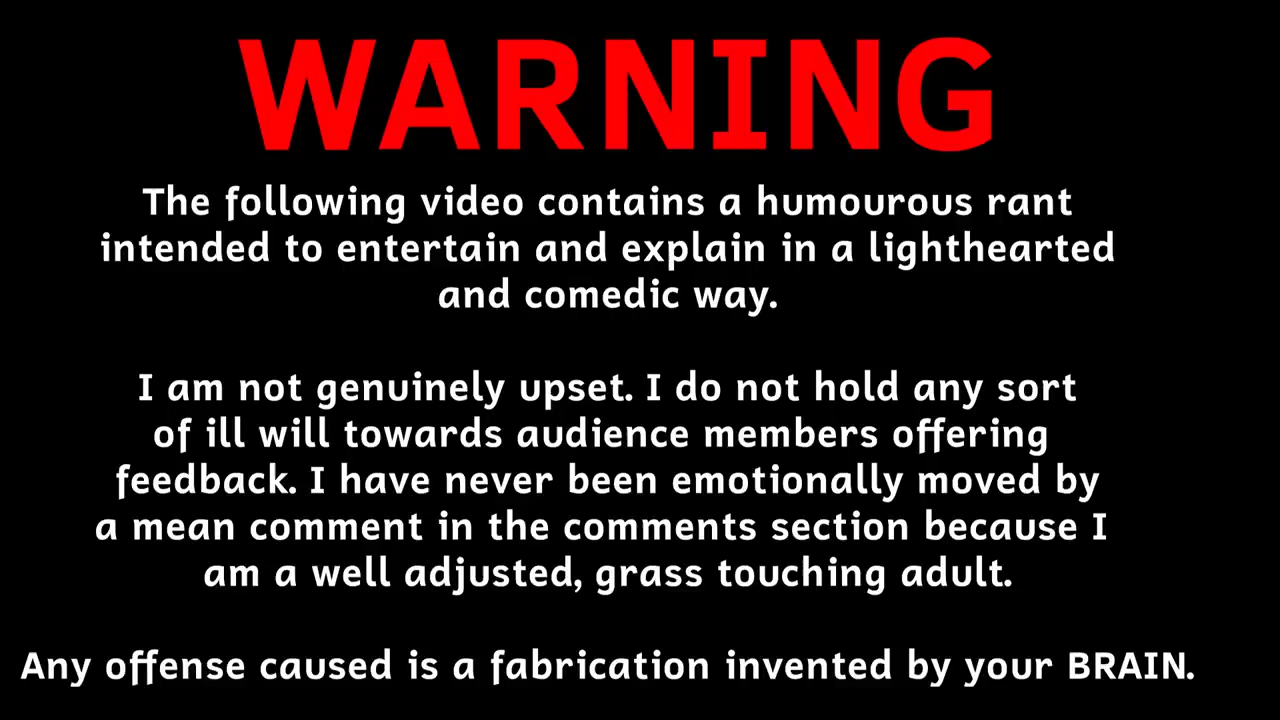 WARNING
The following video contains a humourous rant
intended to entertain and explain in a lighthearted
and comedic way.
I am not genuinely upset. I do not hold any sort
of ill will towards audience members offering
feedback. I have never been emotionally moved by
a mean comment in the comments section because I
am a well adjusted, grass touching adult.
Any offense caused is a fabrication invented by your BRAIN.